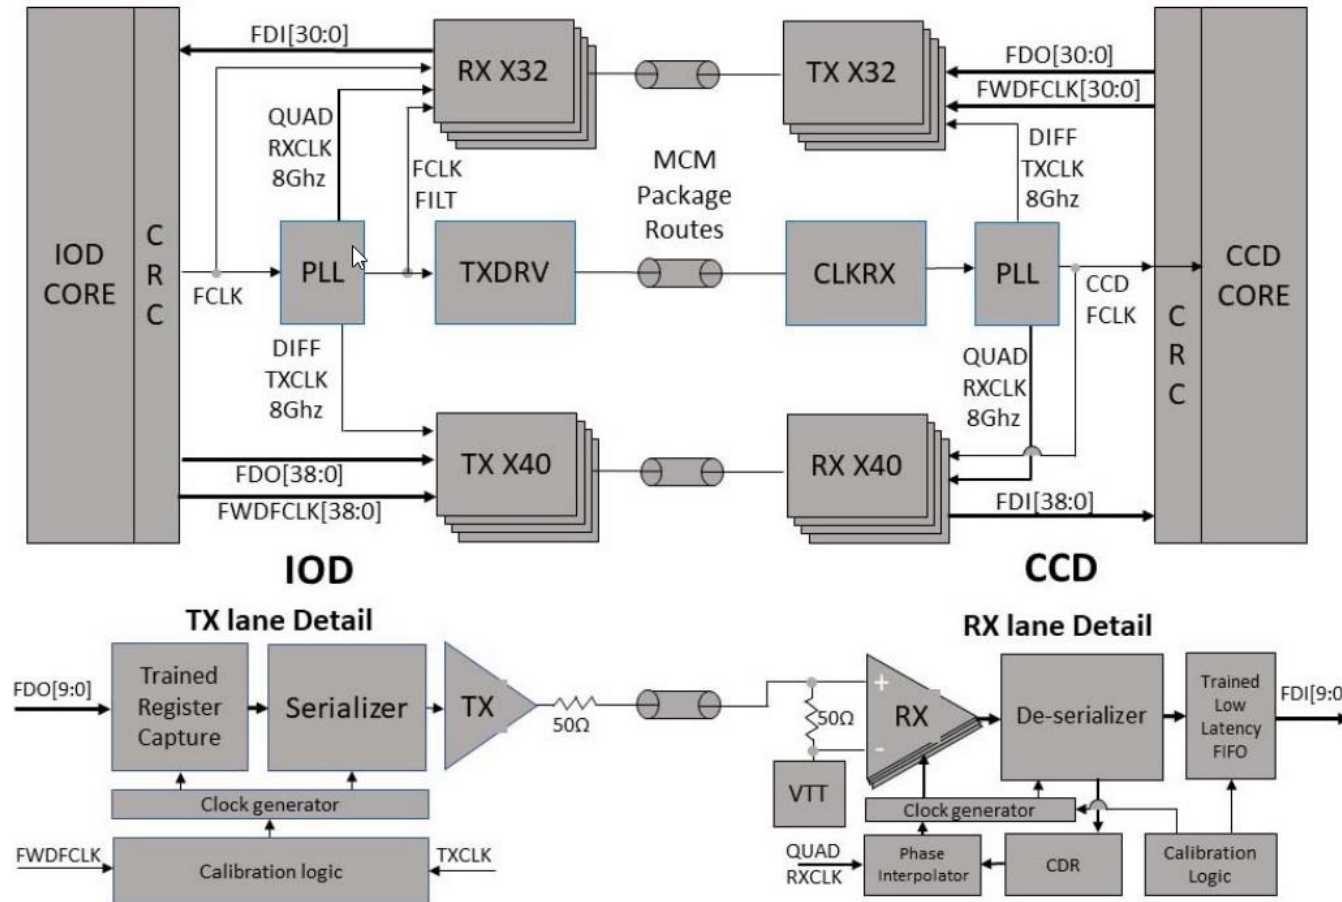 FDI[30:0]
RX X32
TX X32
FDO[30:0]
FWDFCLK[30:0]
QUAD
RXCLK
8Ghz
FCLK
FILT
MCM
Package
Routes
DIFF
TXCLK
8Ghz
IOD
CORE
C
R
C
FCLK
PLL
TXDRV
CLKRX
PLL
CCD
FCLK
CCD
CORE
C
R
C
DIFF
TXCLK
8Ghz
QUAD
RXCLK
8Ghz
TX X40
RX X40
FDO[38:0]
FWDFCLK[38:0]
FDI[38:0]
IOD
CCD
TX lane Detail
RX lane Detail
FDO[9:0]
Trained
Register
Capture
Serializer
TX
50Ω
50Ω
+
-
RX
De-serializer
Trained
Low
Latency
FIFO
FDI[9:0
VTT
Clock generator
Clock generator
FWDFCLK
Calibration logic
TXCLK
QUAD
RXCLK
Phase
Interpolator
CDR
Calibration
Logic